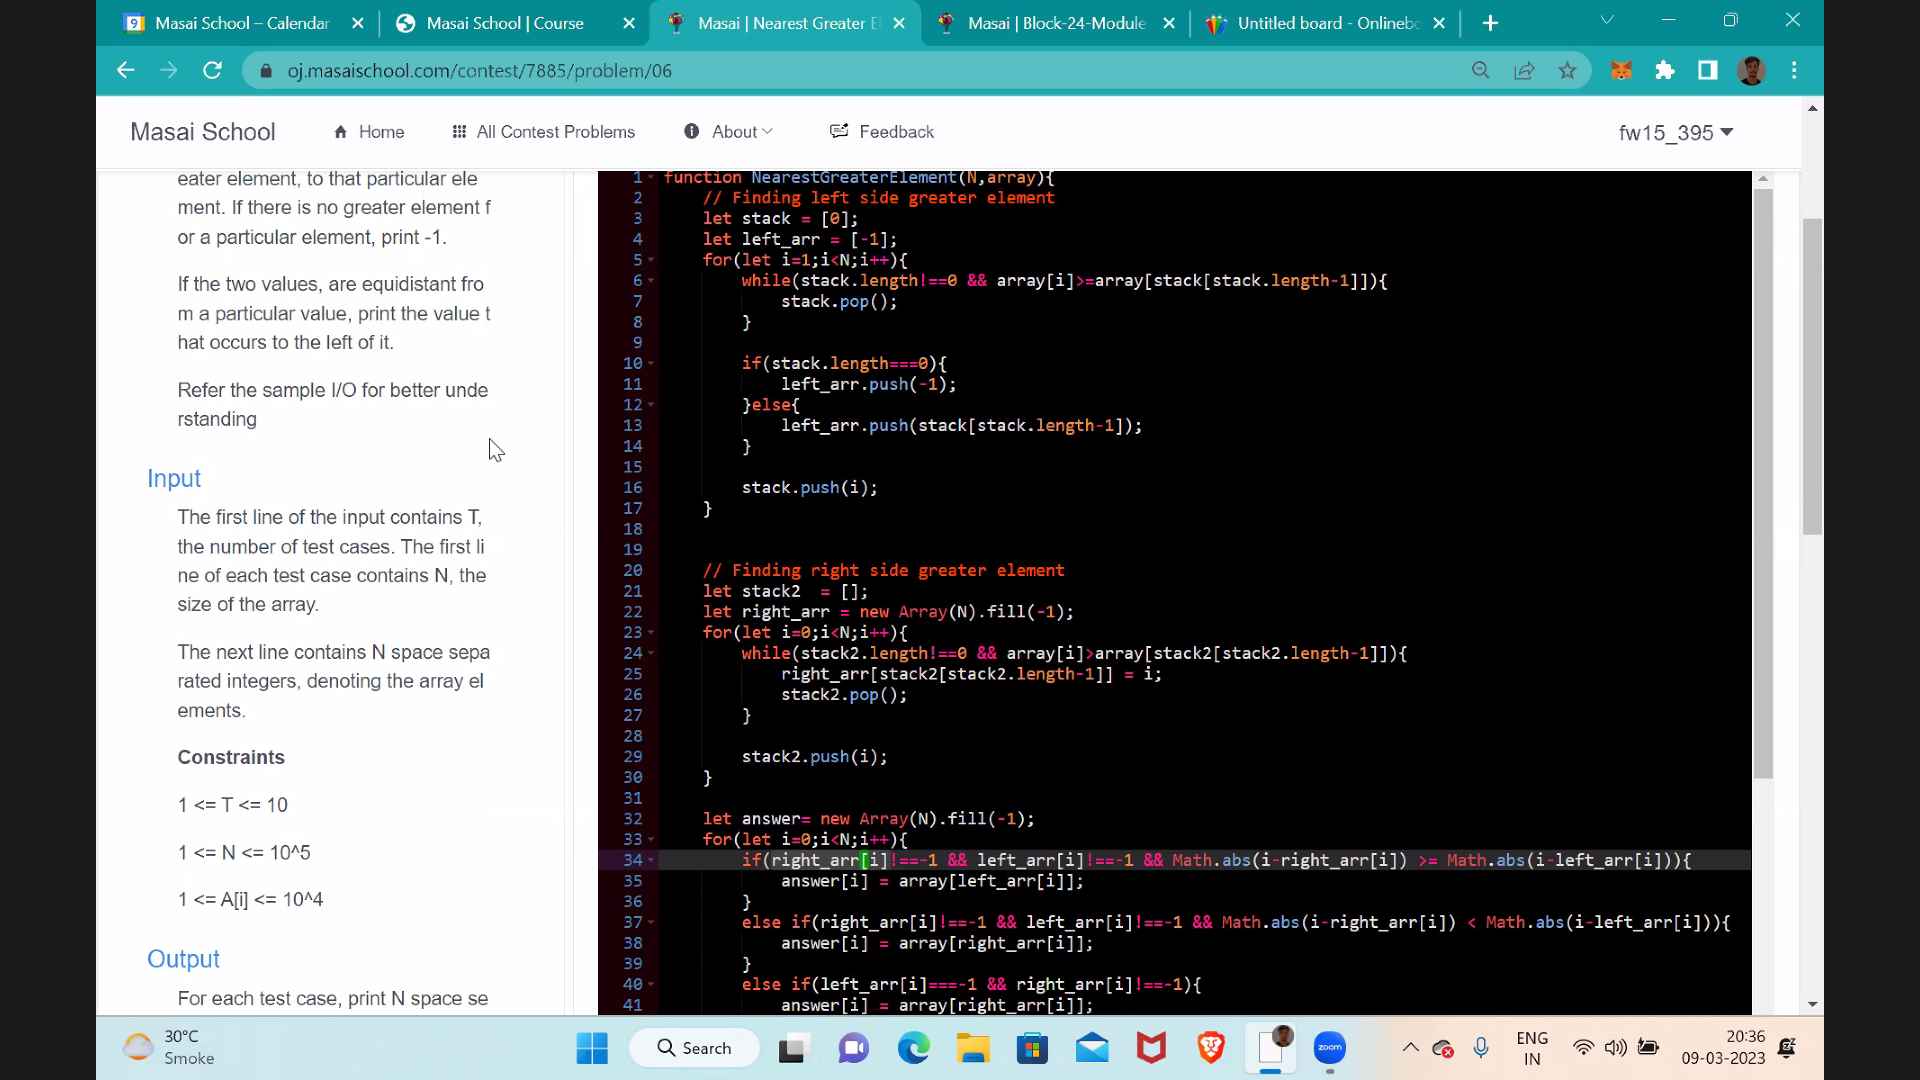 Masai School – Calendar
Masai School | Course
Masai | Nearest Greater El
Masai | Block-24-Module
Untitled board - Onlinebo
oj.masaischool.com/contest/7885/problem/06
Masai School
Home
All Contest Problems
About
Feedback
fw15_395
eater element, to that particular ele
ment. If there is no greater element f
or a particular element, print -1.
If the two values, are equidistant fro
m a particular value, print the value t
hat occurs to the left of it.
Refer the sample I/O for better unde
rstanding
Input
The first line of the input contains T,
the number of test cases. The first li
ne of each test case contains N, the
size of the array.
The next line contains N space sepa
rated integers, denoting the array el
ements.
Constraints
1 <= T <= 10
1 <= N <= 10^5
1 <= A[i] <= 10^4
Output
For each test case, print N space se
1 function NearestGreaterElement(N,array){
2 // Finding left side greater element
3 let stack = [0];
4 let left_arr = [-1];
5 for(let i=1;i<N;i++){
6 while(stack.length!==0 && array[i]>=array[stack[stack.length-1]]){
7 stack.pop();
8 }
9
10 if(stack.length===0){
11 left_arr.push(-1);
12 }else{
13 left_arr.push(stack[stack.length-1]);
14 }
15
16 stack.push(i);
17 }
18
19
20 // Finding right side greater element
21 let stack2  = [];
22 let right_arr = new Array(N).fill(-1);
23 for(let i=0;i<N;i++){
24 while(stack2.length!==0 && array[i]>array[stack2[stack2.length-1]]){
25 right_arr[stack2[stack2.length-1]] = i;
26 stack2.pop();
27 }
28
29 stack2.push(i);
30 }
31
32 let answer= new Array(N).fill(-1);
33 for(let i=0;i<N;i++){
34 if(right_arr[i]!==-1 && left_arr[i]!==-1 && Math.abs(i-right_arr[i]) >= Math.abs(i-left_arr[i])){
35 answer[i] = array[left_arr[i]];
36 }
37 else if(right_arr[i]!==-1 && left_arr[i]!==-1 && Math.abs(i-right_arr[i]) < Math.abs(i-left_arr[i])){
38 answer[i] = array[right_arr[i]];
39 }
40 else if(left_arr[i]===-1 && right_arr[i]!==-1){
41 answer[i] = array[right_arr[i]];
30°C
Smoke
Search
zoom
ENG
IN
20:36
09-03-2023